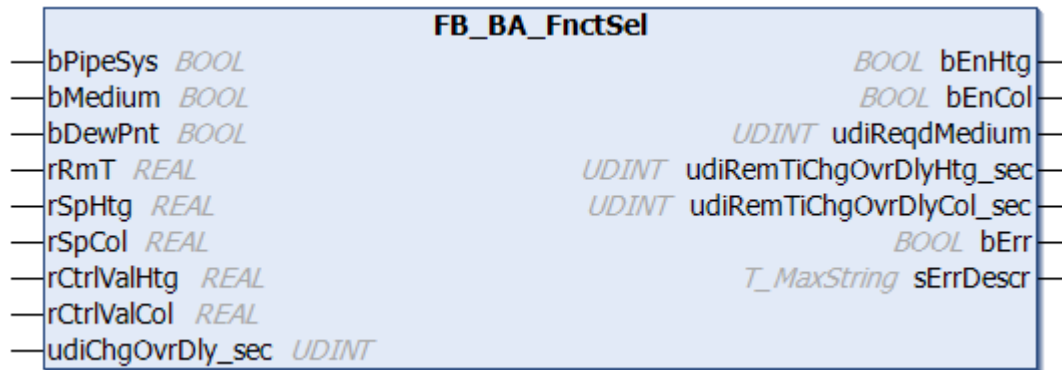 FB_BA_FnctSel
bPipeSys BOOL BOOL bEnHtg
bMedium BOOL BOOL bEnCol
bDewPnt BOOL UDINT udiReqdMedium
rRmT REAL UDINT udiRemTiChgOvrDlyHtg_sec
rSpHtg REAL UDINT udiRemTiChgOvrDlyCol_sec
rSpCol REAL BOOL bErr
rCtrlValHtg REAL T_MaxString sErrDescr
rCtrlValCol REAL
udiChgOvrDly_sec UDINT